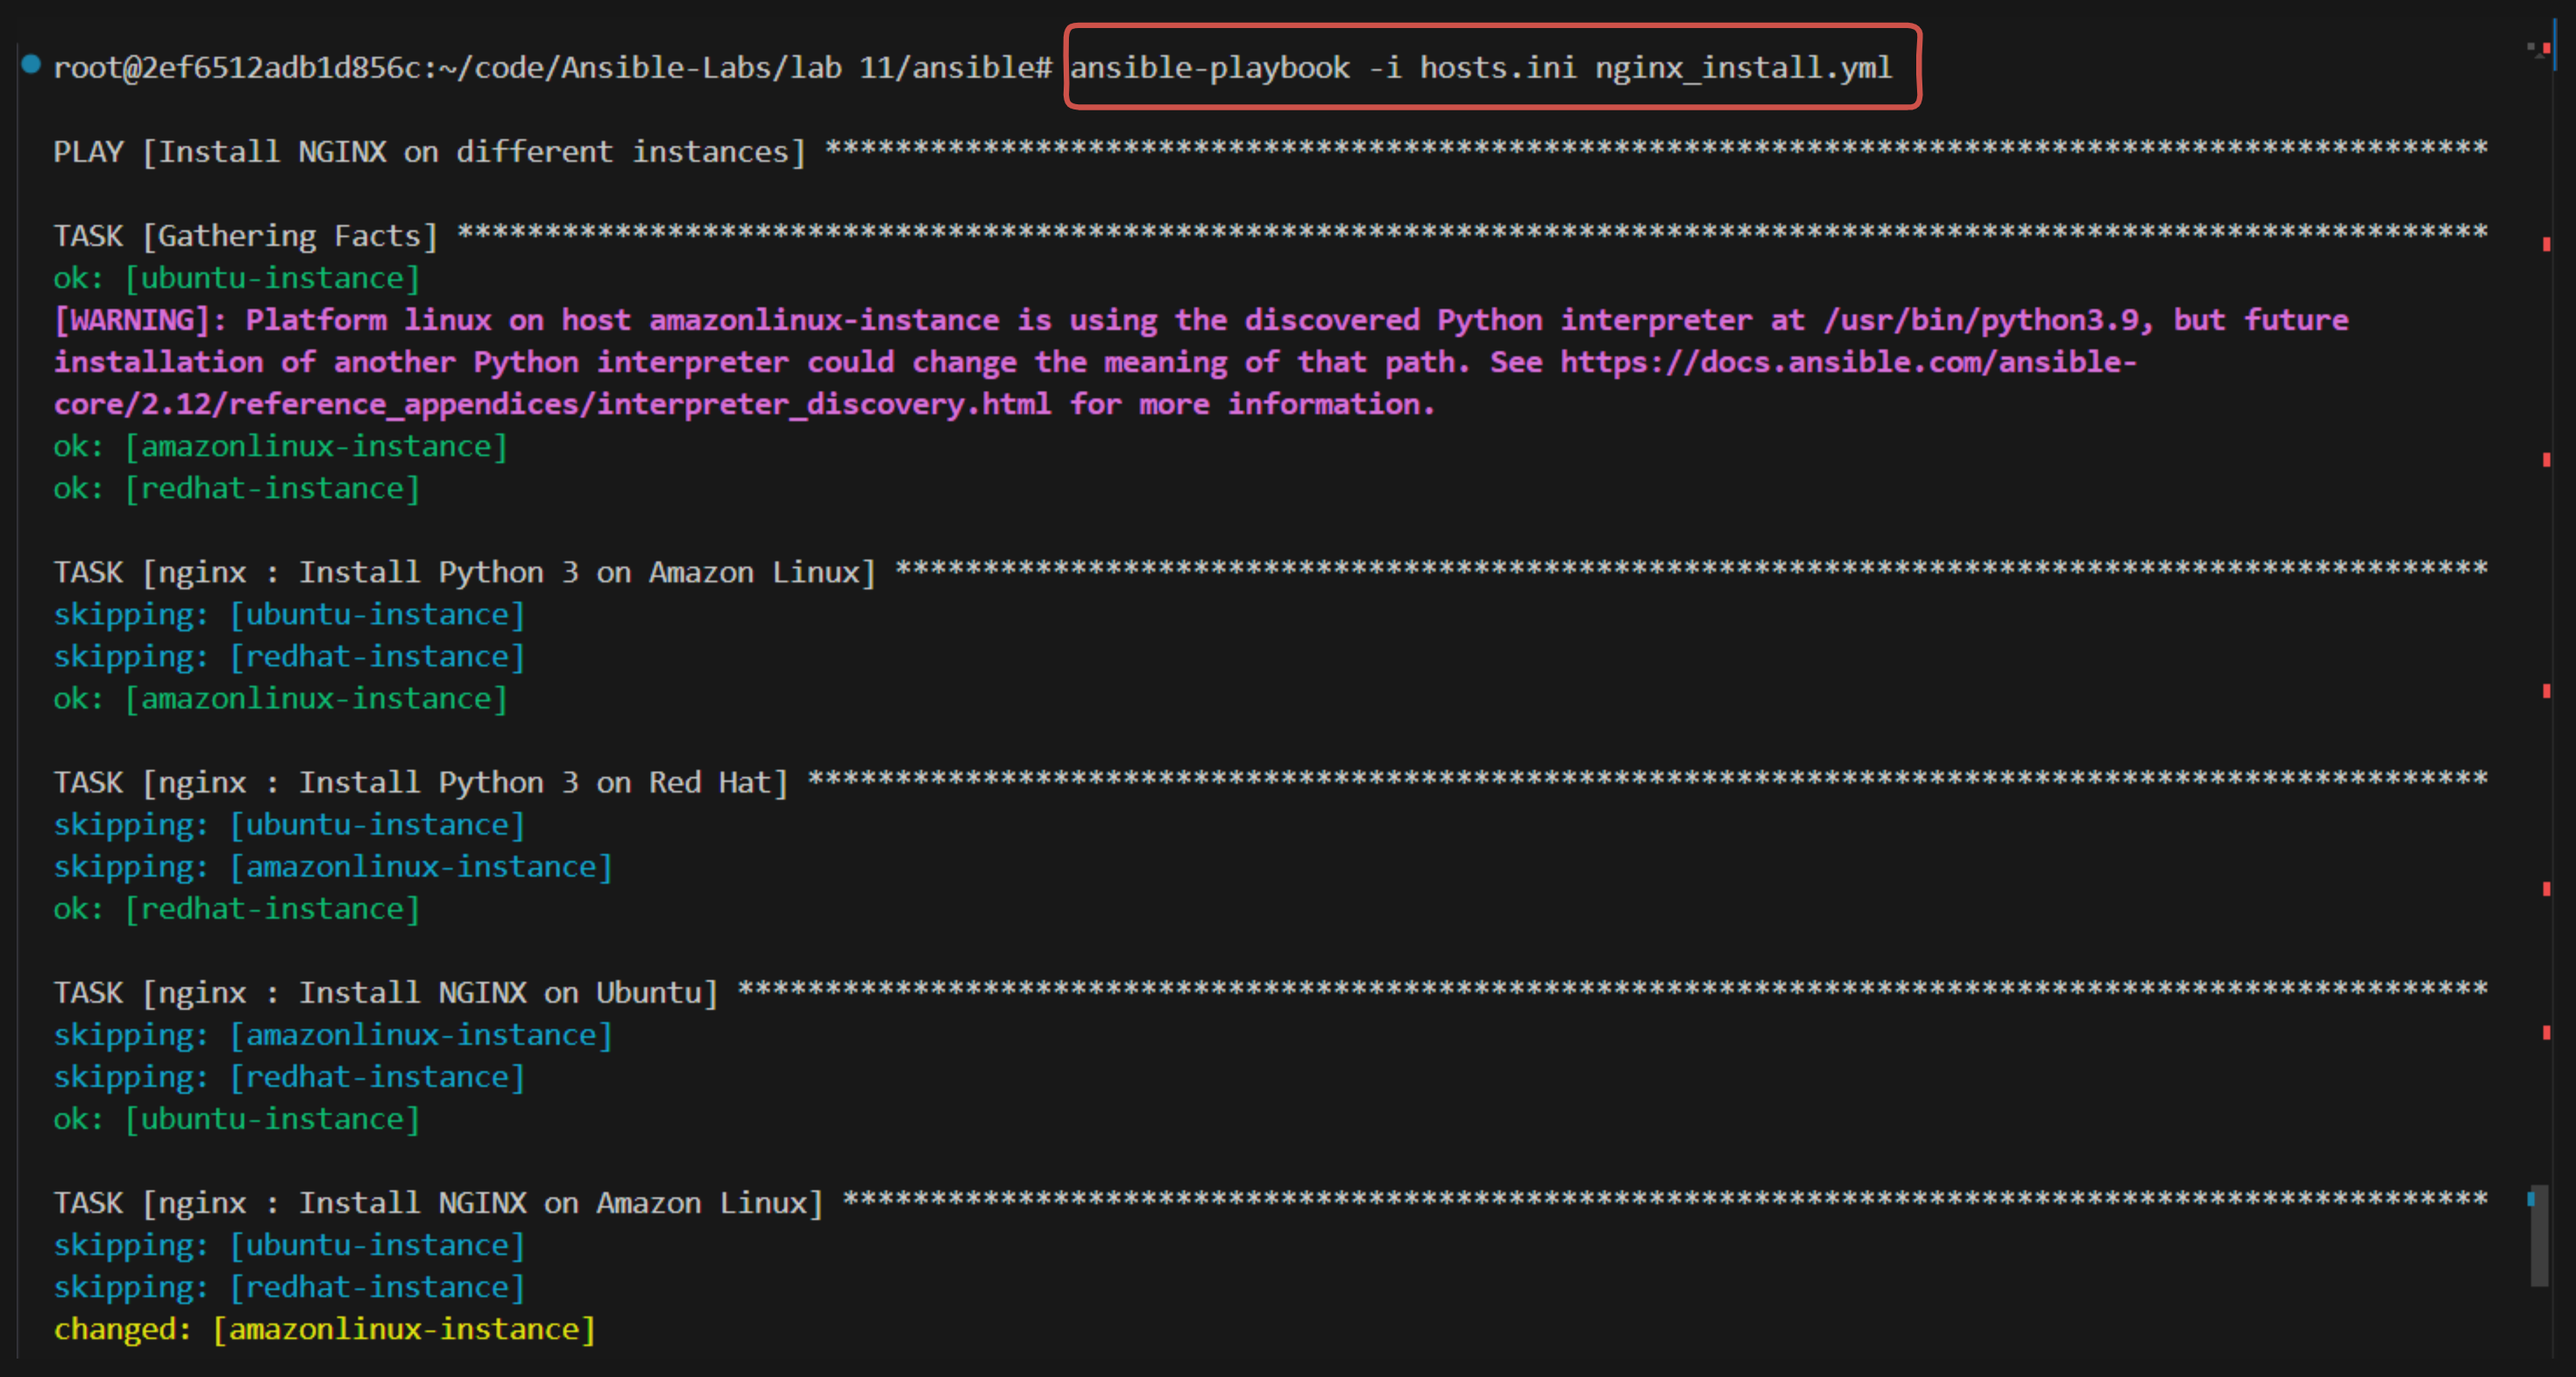 root@2ef6512adb1d856c:~/code/Ansible-Labs/lab 11/ansible# ansible-playbook -i hosts.ini nginx_install.yml
PLAY [Install NGINX on different instances] ****************************************************************************
TASK [Gathering Facts] ********************************************************************************************************************
ok: [ubuntu-instance]
[WARNING]: Platform linux on host amazonlinux-instance is using the discovered Python interpreter at /usr/bin/python3.9, but future
installation of another Python interpreter could change the meaning of that path. See https://docs.ansible.com/ansible-
core/2.12/reference_appendices/interpreter_discovery.html for more information.
ok: [amazonlinux-instance]
ok: [redhat-instance]
TASK [nginx : Install Python 3 on Amazon Linux] *******************************************************************************************
skipping: [ubuntu-instance]
skipping: [redhat-instance]
ok: [amazonlinux-instance]
TASK [nginx : Install Python 3 on Red Hat] ************************************************************************************************
skipping: [ubuntu-instance]
skipping: [amazonlinux-instance]
ok: [redhat-instance]
TASK [nginx : Install NGINX on Ubuntu] ****************************************************************************************************
skipping: [amazonlinux-instance]
skipping: [redhat-instance]
ok: [ubuntu-instance]
TASK [nginx : Install NGINX on Amazon Linux] **********************************************************************************************
skipping: [ubuntu-instance]
skipping: [redhat-instance]
changed: [amazonlinux-instance]